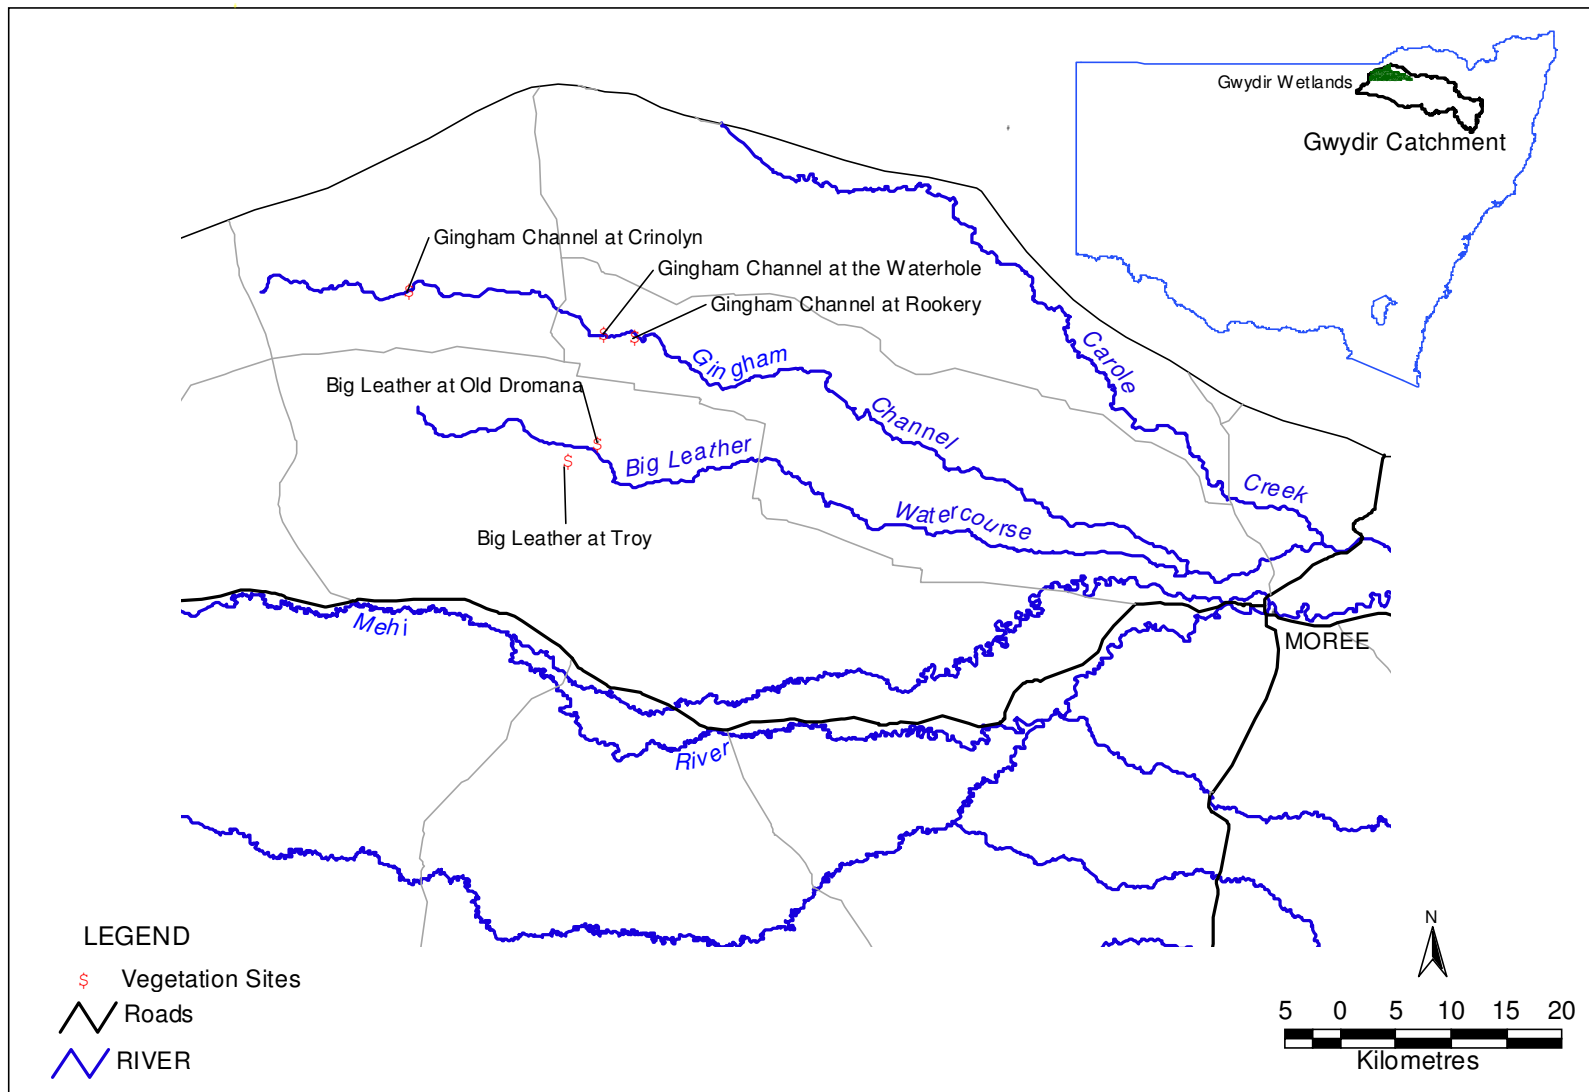 Gwydir Wetlands
Gwydir Catchment
Gingham Channel at Crinolyn
Gingham Channel at the Waterhole
Gingham Channel at Rookery
Gingham
Channel
Carole
Creek
Big Leather at Old Dromana
Big Leather
Watercourse
Big Leather at Troy
Mehi
River
MOREE
LEGEND
$ Vegetation Sites
Roads
RIVER
N
5 0 5 10 15 20
Kilometres